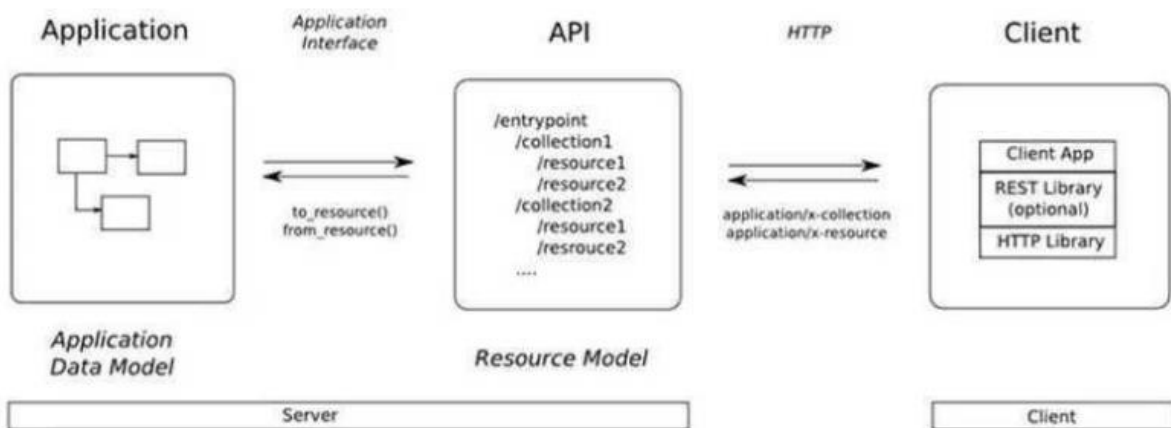 Application
Application
Interface
API
HTTP
Client
/entrypoint
/collection1
/resource1
/resource2
/collection2
/resource1
/resrouce2
....
to_resource()
from_resource()
application/x-collection
application/x-resource
Client App
REST Library
(optional)
HTTP Library
Application
Data Model
Resource Model
Server
Client